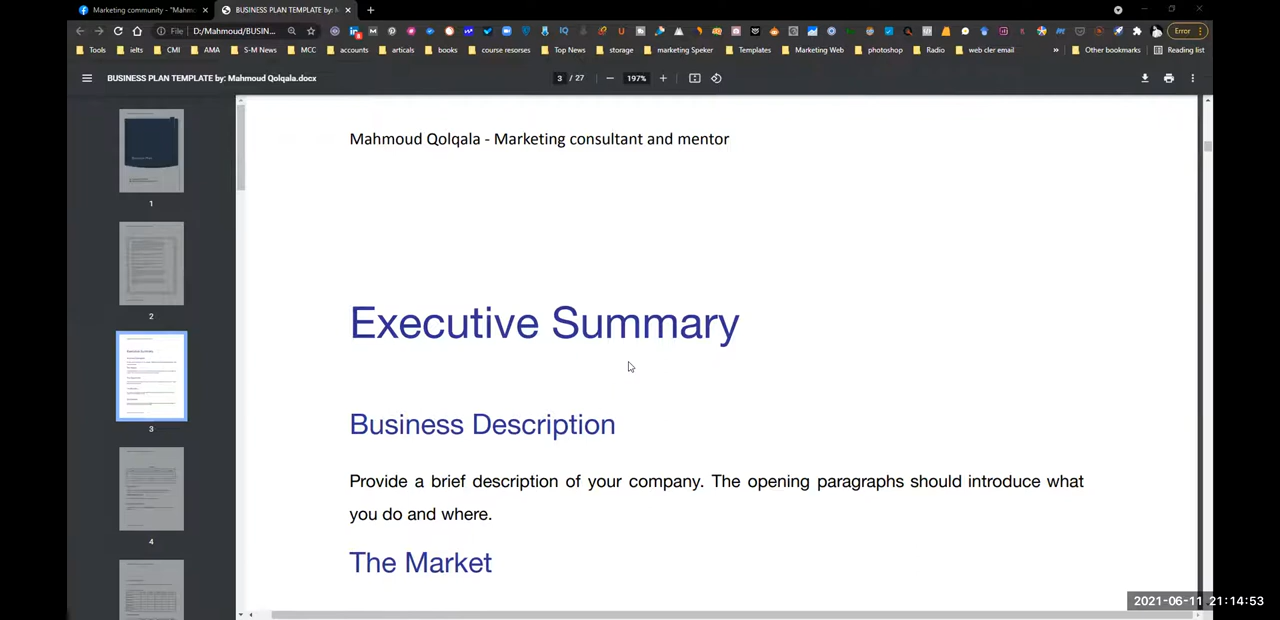 Marketing community - "Mahm
BUSINESS PLAN TEMPLATE by:
File
D:/Mahmoud/BUSIN...
Error
Tools
ielts
CMI
AMA
S-M News
MCC
accounts
articals
books
course resorses
Top News
storage
marketing Speker
Templates
Marketing Web
photoshop
Radio
web cler email
»
Other bookmarks
Reading list
BUSINESS PLAN TEMPLATE by: Mahmoud Qolqala.docx
3 / 27
197%
Mahmoud Qolqala - Marketing consultant and mentor
Executive Summary
Business Description
Provide a brief description of your company. The opening paragraphs should introduce what
you do and where.
The Market
1
2
3
4
2021-06-11 21:14:53